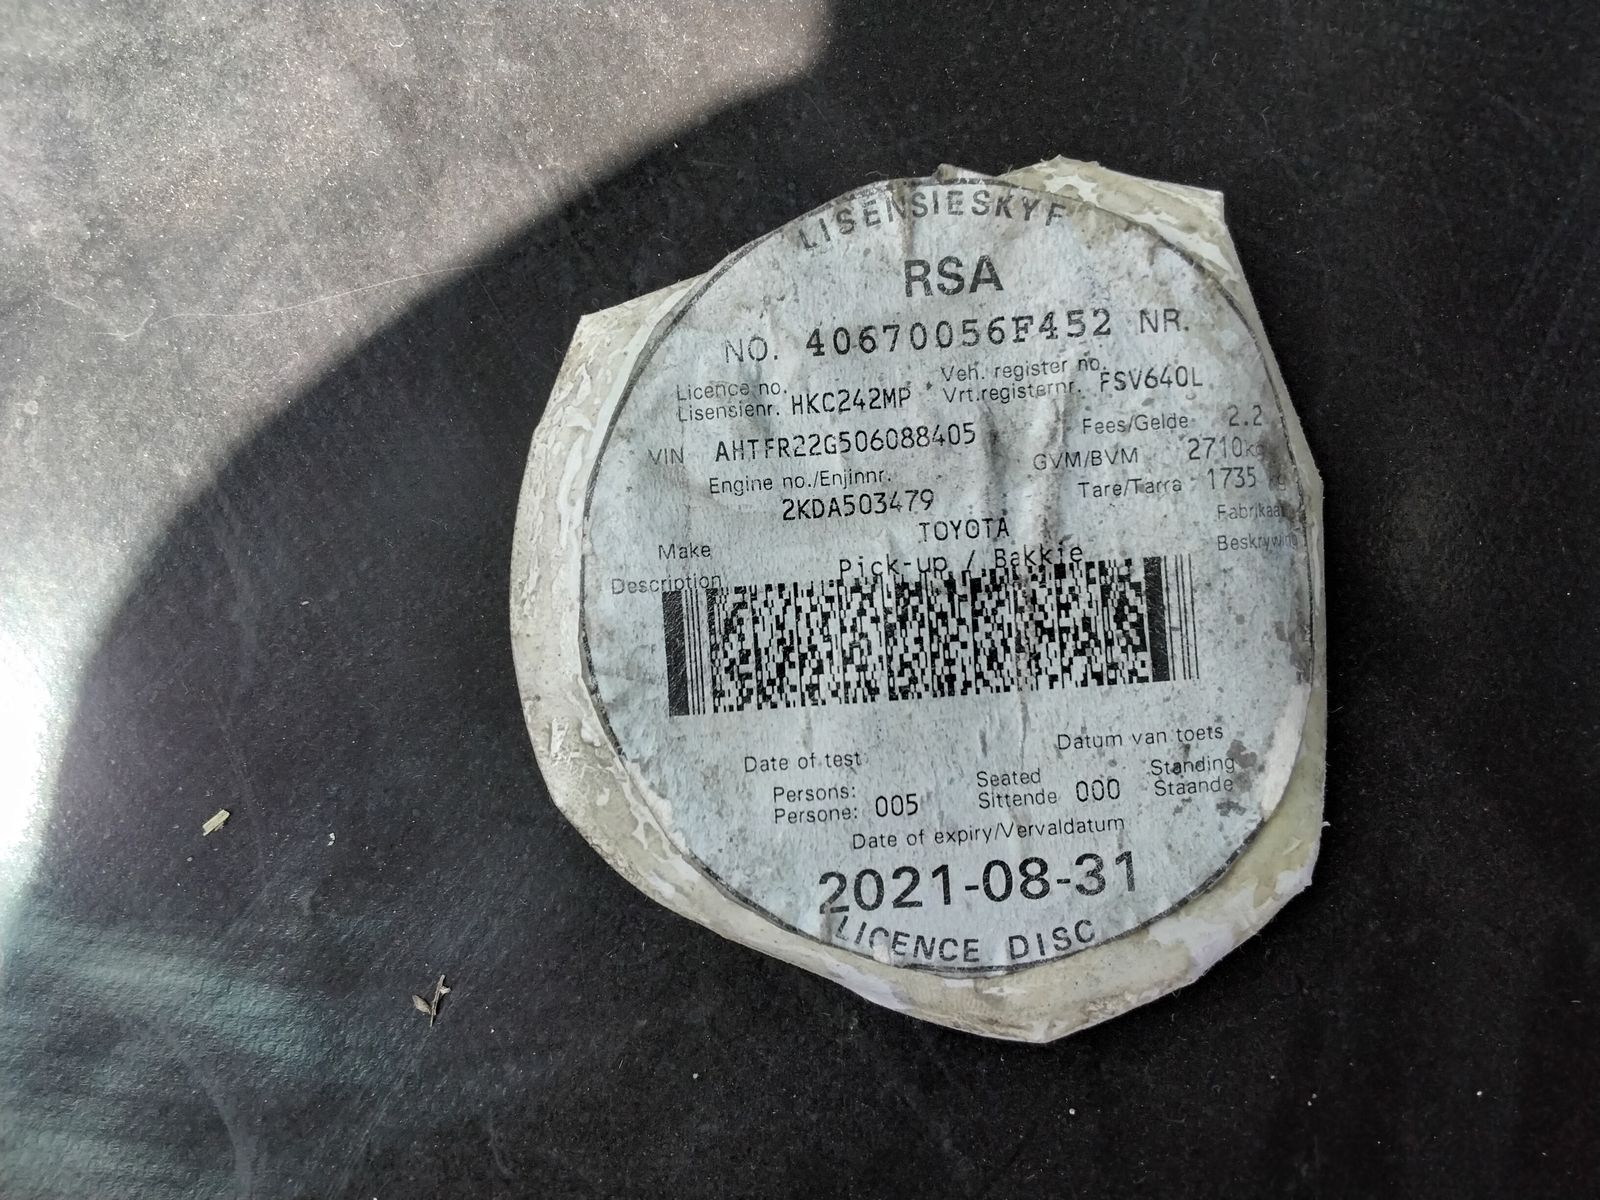 LISENSIESKYF
RSA
NO. 40670056F452 NR.
Licence no. Veh. register no.
Lisensienr. HKC242MP Vrt.registernr. FSV640L
VIN AHTFR22G506088405 Fees/Gelde 2.2
Engine no./Enjinnr. GVM/BVM 2710kg
2KDA503479 Tare/Tarra 1735 kg
Make TOYOTA Fabrikaat
Description Pick-up / Bakkie Beskrywing
Date of test Datum van toets
Persons: Seated Standing
Persone: 005 Sittende 000 Staande
Date of expiry/Vervaldatum
2021-08-31
LICENCE DISC